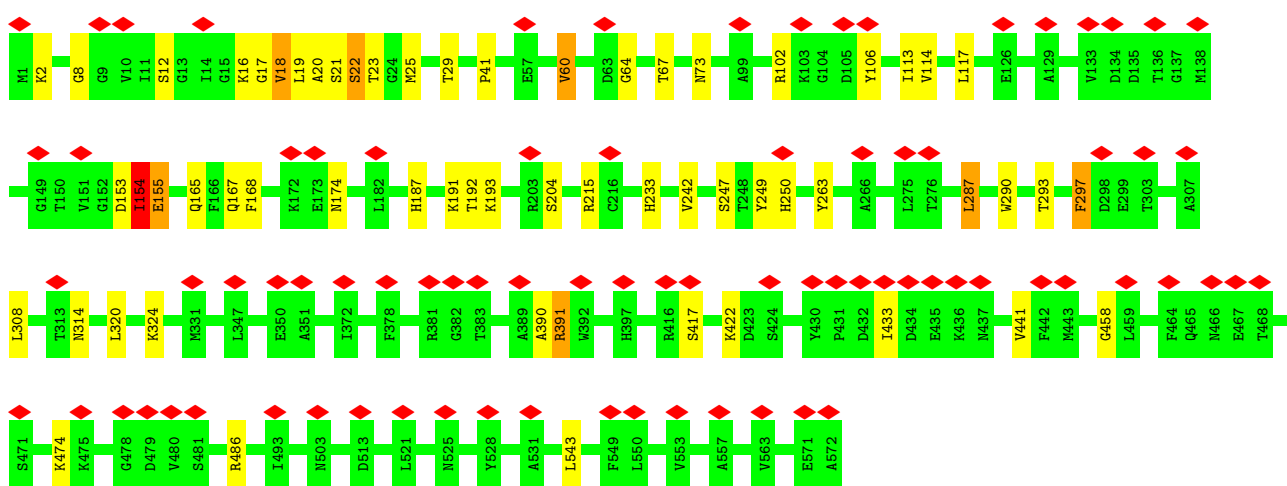 M1 K2 G8 G9 V10 I11 S12 G13 I14 G15 K16 G17 V18 L19 A20 S21 S22 T23 G24 M25 T29 P41 E57 V60 D63 G64 T67 N73 A99 R102 K103 G104 D105 Y106 I113 V114 L117 E126 A129 V133 D134 D135 T136 G137 M138
G149 T150 V151 G152 D153 I154 E155 Q165 F166 Q167 F168 K172 E173 N174 L182 H187 K191 T192 K193 R203 S204 R215 C216 H233 V242 S247 T248 Y249 H250 Y263 A266 L275 T276 L287 W290 T293 F297 D298 E299 T303 A307
L308 T313 N314 L320 K324 M331 L347 E350 A351 I372 F378 R381 G382 T383 A389 A390 R391 W392 H397 R416 S417 K422 D423 S424 Y430 P431 D432 I433 D434 E435 K436 N437 V441 F442 M443 G458 L459 F464 Q465 N466 E467 T468
S471 K474 K475 G478 D479 V480 S481 R486 I493 N503 D513 L521 N525 Y528 A531 L543 F549 L550 V553 A557 V563 E571 A572